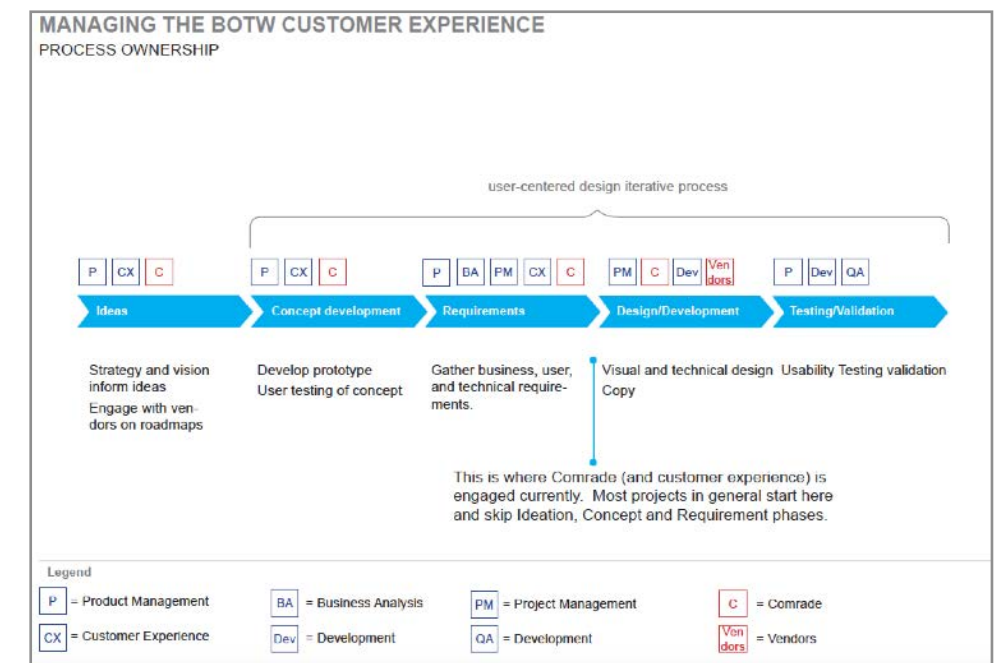 MANAGING THE BOTW CUSTOMER EXPERIENCE
PROCESS OWNERSHIP
user-centered design iterative process
P CX C
P CX C
P BA PM CX C
PM C Dev Ven
dors
P Dev QA
Ideas
Concept development
Requirements
Design/Development
Testing/Validation
Strategy and vision
inform ideas
Engage with ven-
dors on roadmaps
Develop prototype
User testing of concept
Gather business, user,
and technical require-
ments.
Visual and technical design
Copy
Usability Testing validation
This is where Comrade (and customer experience) is
engaged currently. Most projects in general start here
and skip Ideation, Concept and Requirement phases.
Legend
P = Product Management
BA = Business Analysis
PM = Project Management
C = Comrade
CX = Customer Experience
Dev = Development
QA = Development
Ven
dors = Vendors